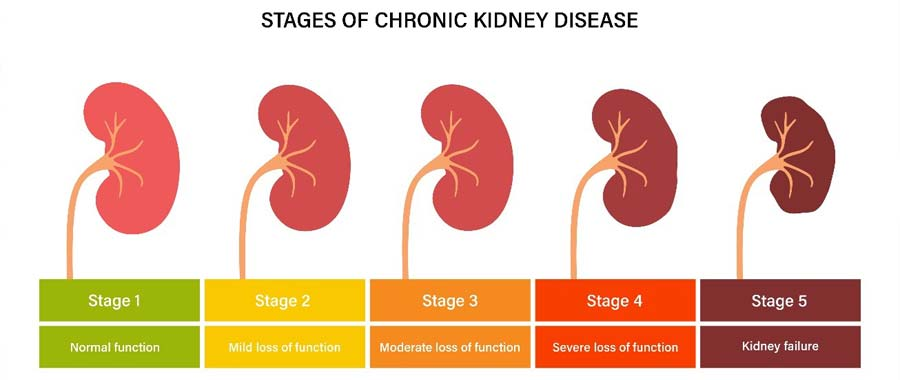 STAGES OF CHRONIC KIDNEY DISEASE
Stage 1
Stage 2
Stage 3
Stage 4
Stage 5
Normal function
Mild loss of function
Moderate loss of function
Severe loss of function
Kidney failure